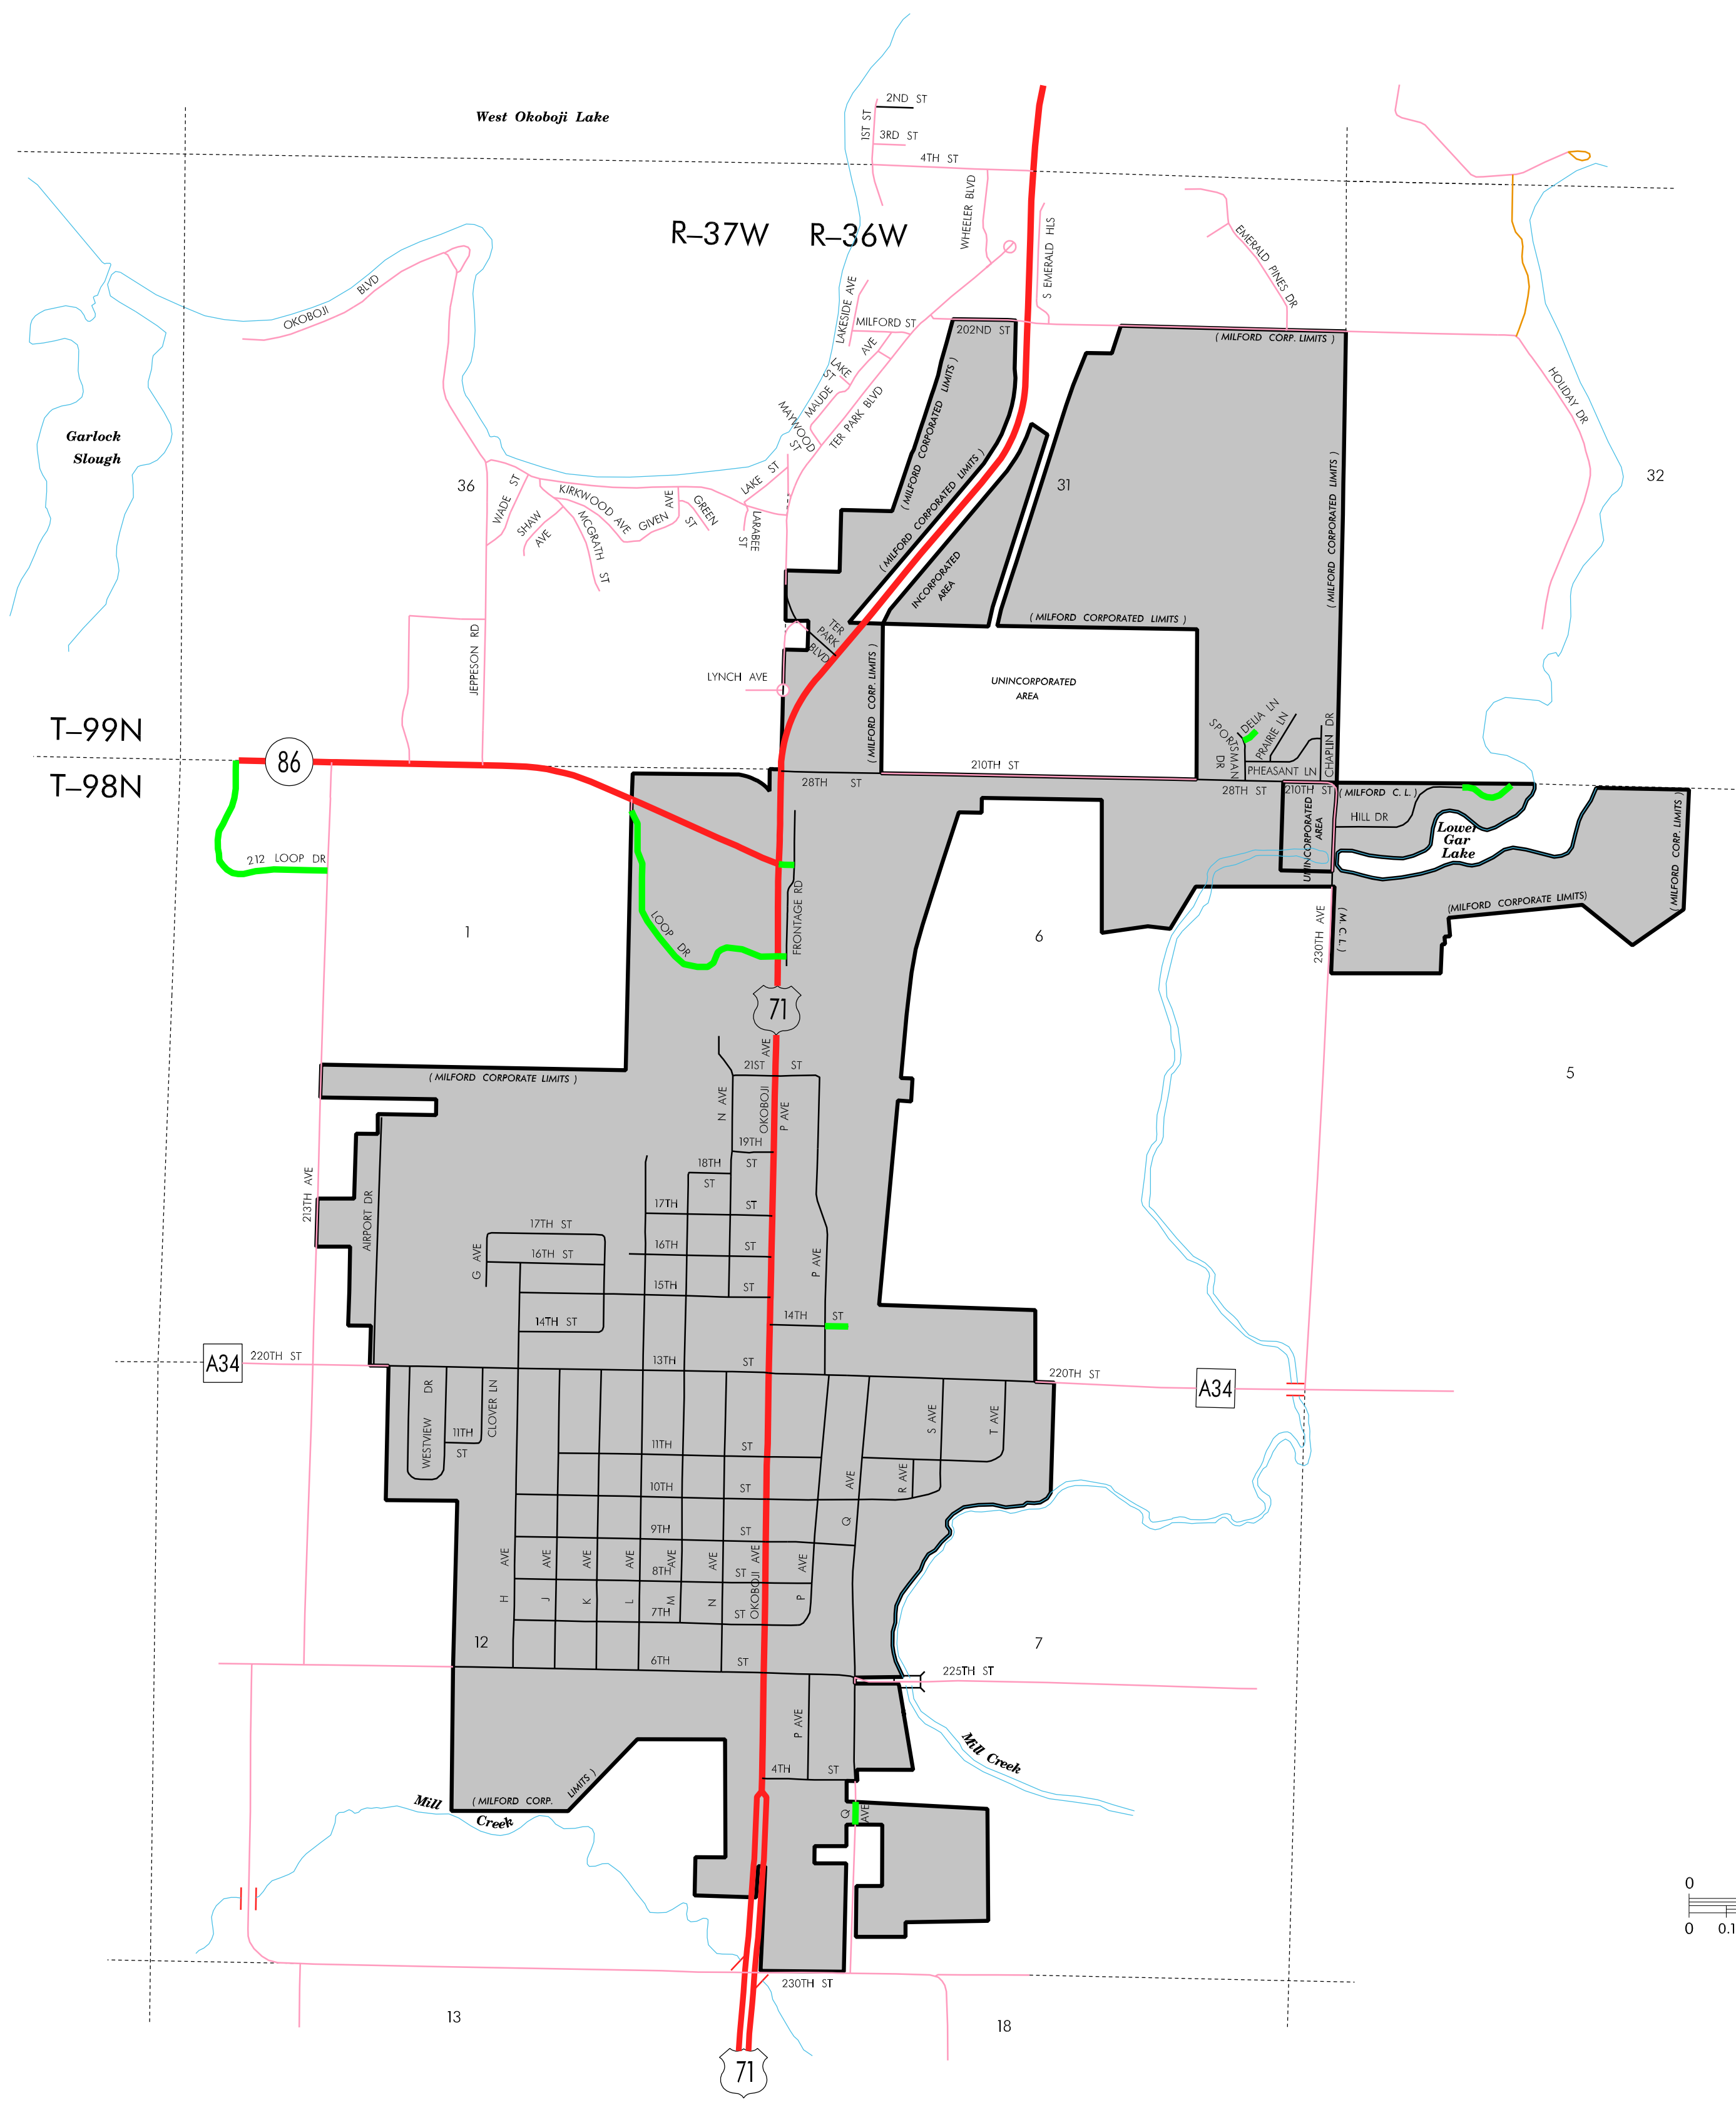 West Okoboji Lake
2ND ST
1ST ST
3RD ST
4TH ST
WHEELER BLVD
R–37W R–36W
S EMERALD HLS
EMERALD PINES DR
OKOBOJI BLVD
LAKESIDE AVE
MILFORD ST
202ND ST
( MILFORD CORP. LIMITS )
LAKE ST
AVE
MAUDE
MAYWOOD ST
TER PARK BLVD
( MILFORD CORPORATED LIMITS )
HOLIDAY DR
Garlock
Slough
36
31
32
( MILFORD CORPORATED LIMITS )
( MILFORD CORPORATED LIMITS )
WADE ST
SHAW AVE
KIRKWOOD AVE
MCGRATH ST
GIVEN AVE
GREEN ST
LAKE ST
LARABEE ST
INCORPORATED
AREA
( MILFORD CORPORATED LIMITS )
JEPPESON RD
TER
PARK
BLVD
LYNCH AVE
( MILFORD CORP. LIMITS )
UNINCORPORATED
AREA
T–99N
T–98N
86
SPORTSMAN DR
DELIA LN
PRAIRIE LN
PHEASANT LN
CHAPLIN DR
28TH ST
210TH ST
28TH ST
210TH ST
( MILFORD C. L. )
HILL DR
UNINCORPORATED
AREA
Lower
Gar
Lake
( MILFORD CORP. LIMITS )
212 LOOP DR
LOOP DR
FRONTAGE RD
(MILFORD CORPORATE LIMITS)
230TH AVE
( M. C. L. )
1
6
5
71
( MILFORD CORPORATE LIMITS )
N AVE
OKOBOJI AVE
21ST ST
P AVE
19TH ST
18TH ST
17TH ST
213TH AVE
AIRPORT DR
17TH ST
G AVE
16TH ST
16TH ST
P AVE
15TH ST
14TH ST
14TH ST
A34
220TH ST
13TH ST
220TH ST
A34
WESTVIEW DR
CLOVER LN
11TH
ST
S AVE
T AVE
11TH ST
10TH ST
R AVE
Q AVE
9TH ST
8TH ST
7TH ST
H AVE
J AVE
K AVE
L AVE
M AVE
N AVE
OKOBOJI AVE
P AVE
12
7
6TH ST
225TH ST
P AVE
Mill Creek
4TH ST
Mill
Creek
( MILFORD CORP. LIMITS )
Q AVE
0
0 0.1
230TH ST
13
18
71